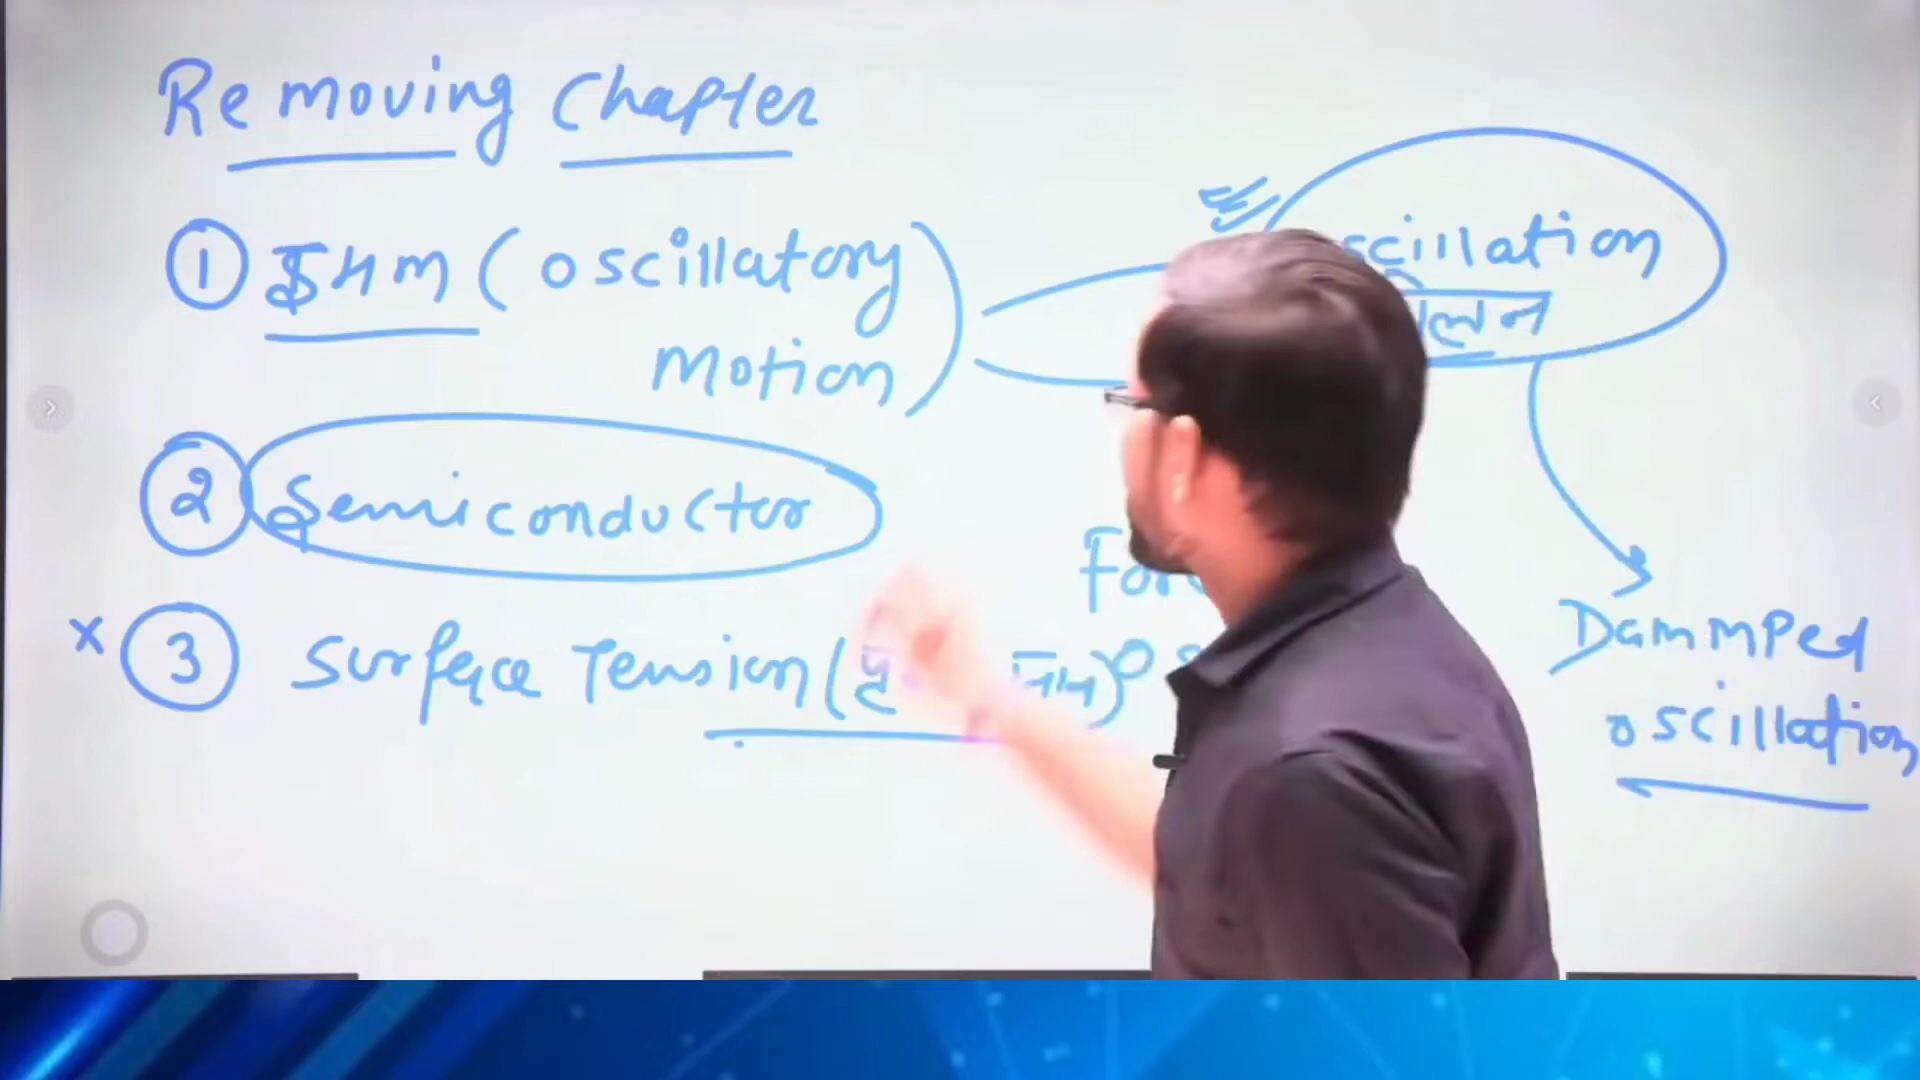 Removing Chapter
① SHM (oscillatory
Motion)
② Semiconductor
x ③ Surface Tension (
scillation
Dammped
oscillation